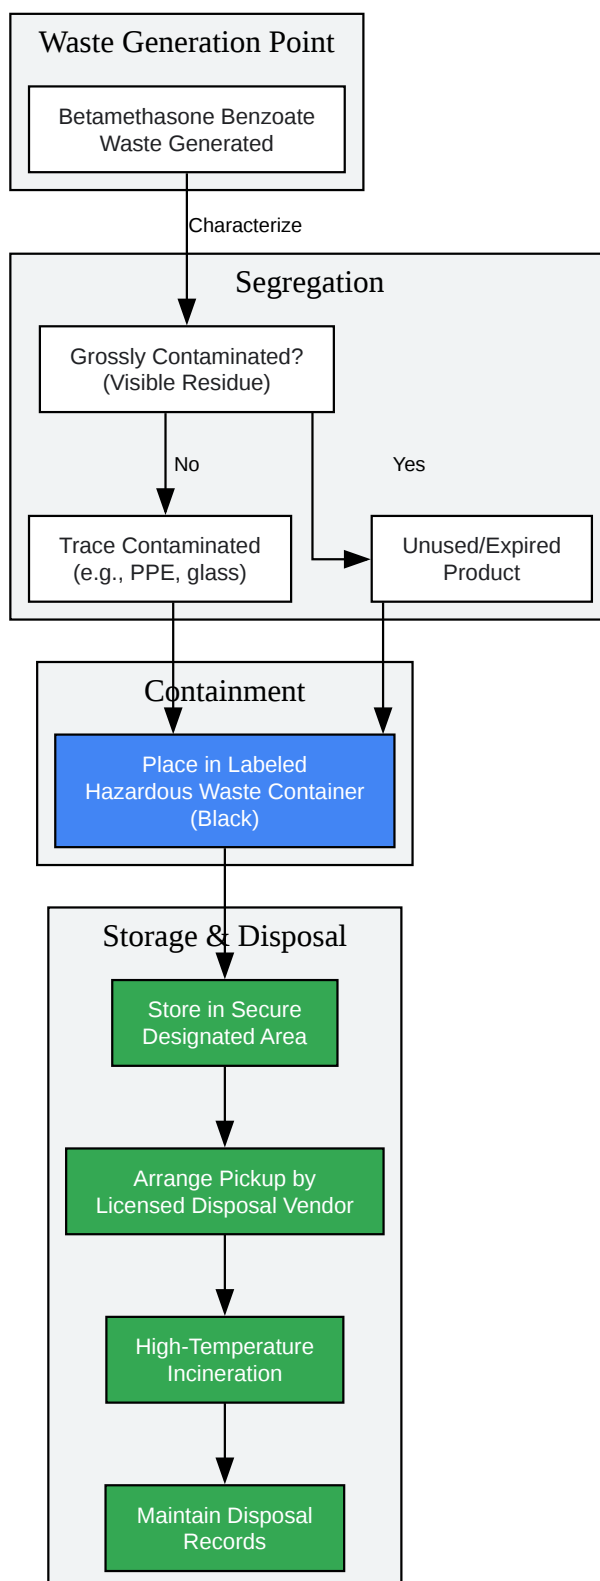 Waste Generation Point
Betamethasone Benzoate
Waste Generated
Characterize
Segregation
Grossly Contaminated?
(Visible Residue)
No
Yes
Trace Contaminated
(e.g., PPE, glass)
Unused/Expired
Product
Containment
Place in Labeled
Hazardous Waste Container
(Black)
Storage & Disposal
Store in Secure
Designated Area
Arrange Pickup by
Licensed Disposal Vendor
High-Temperature
Incineration
Maintain Disposal
Records